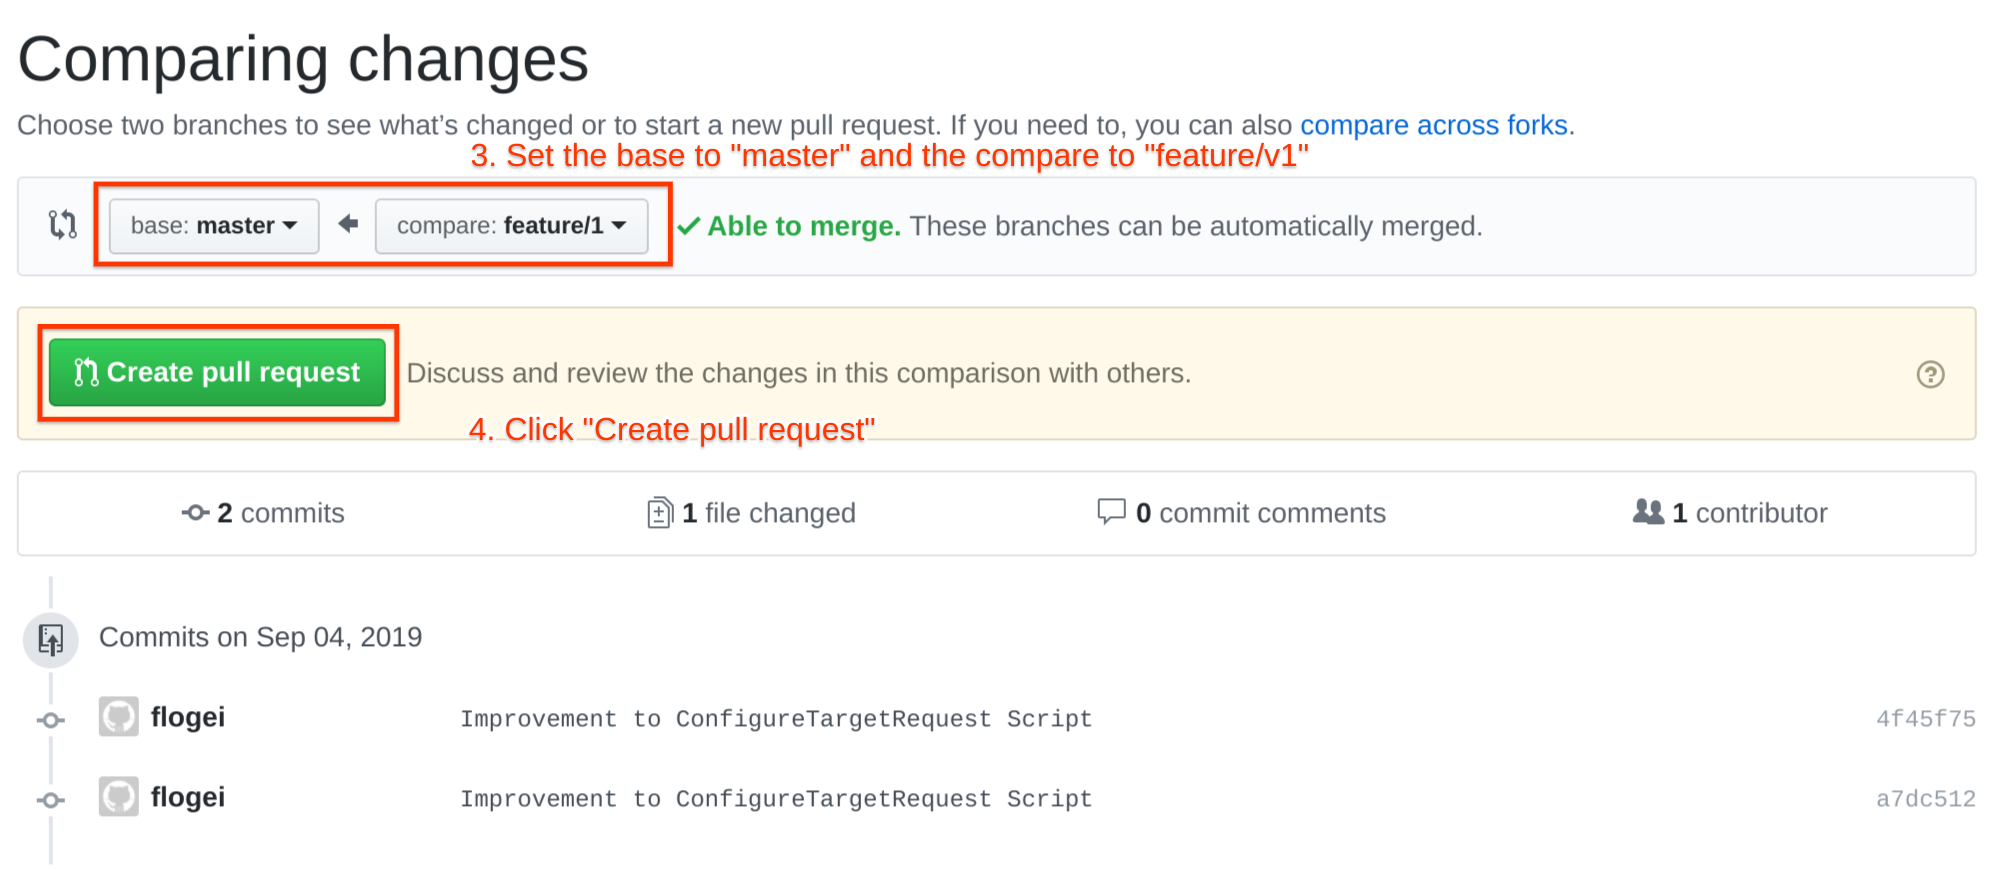 Comparing changes
Choose two branches to see what's changed or to start a new pull request. If you need to, you can also compare across forks.
3. Set the base to "master" and the compare to "feature/v1"
base: master compare: feature/1 Able to merge. These branches can be automatically merged.
Create pull request Discuss and review the changes in this comparison with others.
4. Click "Create pull request"
2 commits 1 file changed 0 commit comments 1 contributor
Commits on Sep 04, 2019
flogei Improvement to ConfigureTargetRequest Script 4f45f75
flogei Improvement to ConfigureTargetRequest Script a7dc512